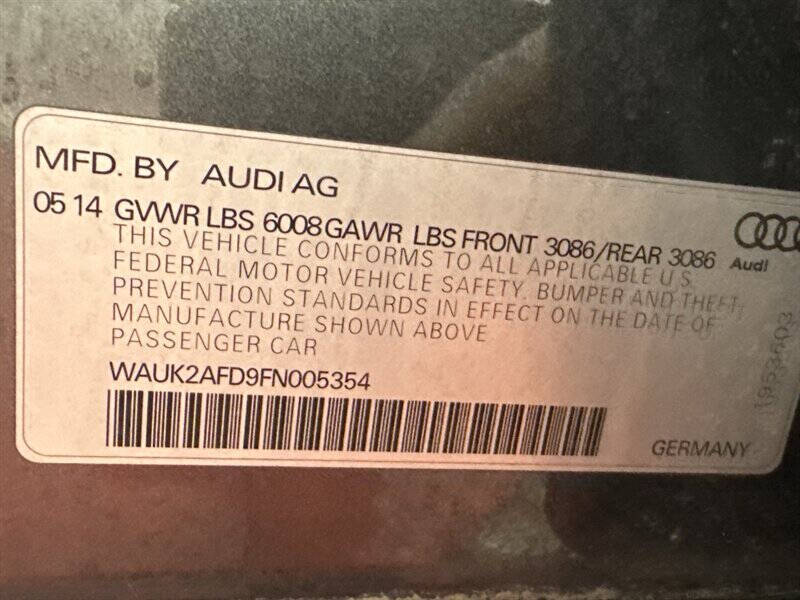 MFD. BY AUDI AG
05 14 GVWR LBS 6008 GAWR LBS FRONT 3086/REAR 3086
THIS VEHICLE CONFORMS TO ALL APPLICABLE U.S.
FEDERAL MOTOR VEHICLE SAFETY, BUMPER AND THEFT
PREVENTION STANDARDS IN EFFECT ON THE DATE OF
MANUFACTURE SHOWN ABOVE
PASSENGER CAR
WAUK2AFD9FN005354
Audi
GERMANY